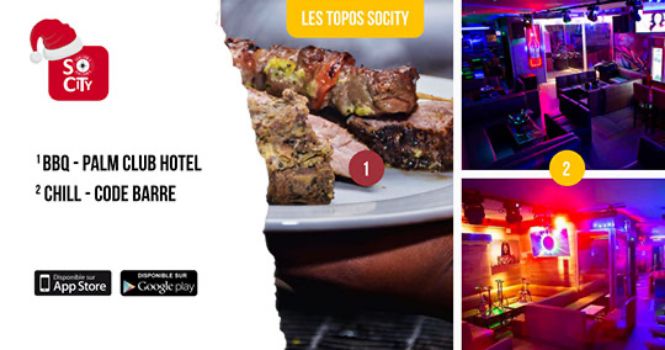 LES TOPOS SOCITY
SO
CITY
1 BBQ - PALM CLUB HOTEL
2 CHILL - CODE BARRE
1
2
Disponible sur
App Store
DISPONIBLE SUR
Google play